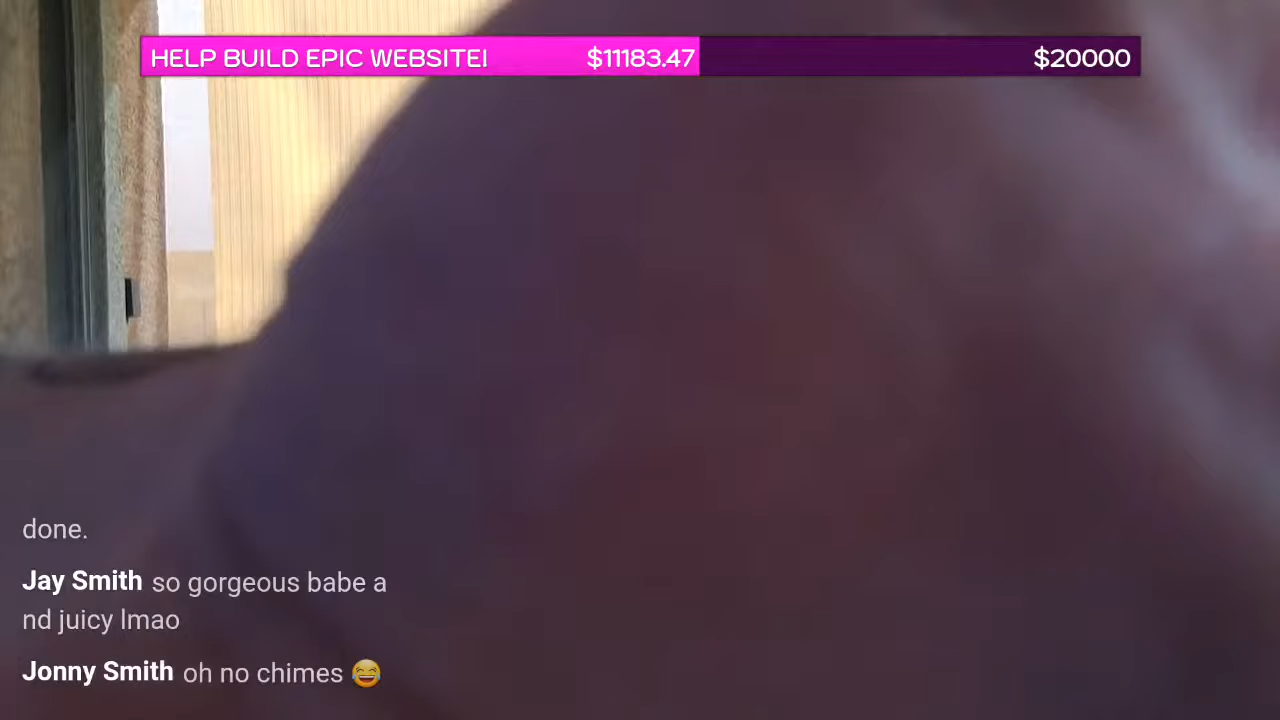 HELP BUILD EPIC WEBSITE! $11183.47 $20000
done.
Jay Smith so gorgeous babe a
nd juicy lmao
Jonny Smith oh no chimes 😂